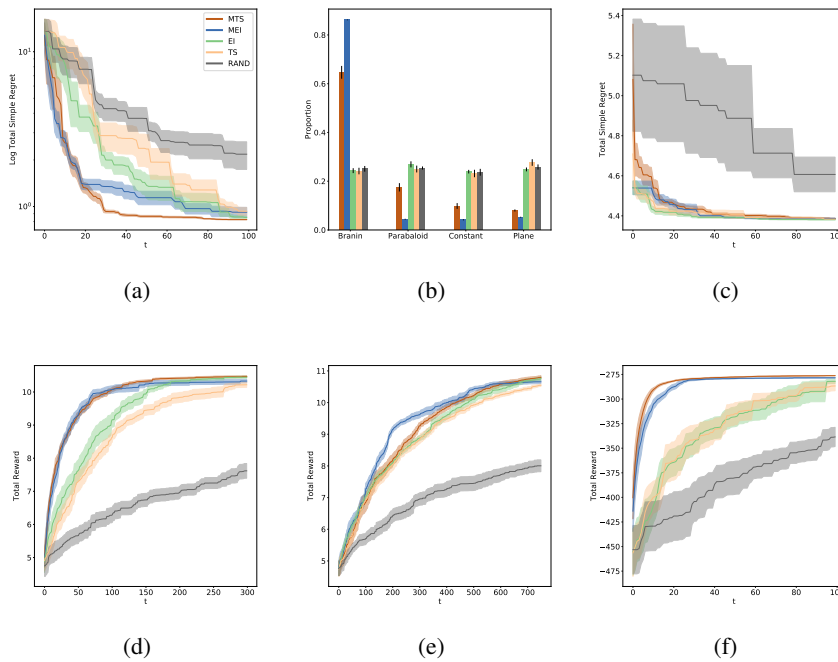 MTS
MEI
EI
TS
RAND
10¹
10⁰
Log Total Simple Regret
0 20 40 60 80 100
t
(a)
0.8
0.6
0.4
0.2
0.0
Proportion
Branin Parabaloid Constant Plane
(b)
5.4
5.2
5.0
4.8
4.6
4.4
Total Simple Regret
0 20 40 60 80 100
t
(c)
10
9
8
7
6
5
Total Reward
0 50 100 150 200 250 300
t
(d)
11
10
9
8
7
6
5
Total Reward
0 100 200 300 400 500 600 700
t
(e)
−275
−300
−325
−350
−375
−400
−425
−450
−475
Total Reward
0 20 40 60 80 100
t
(f)